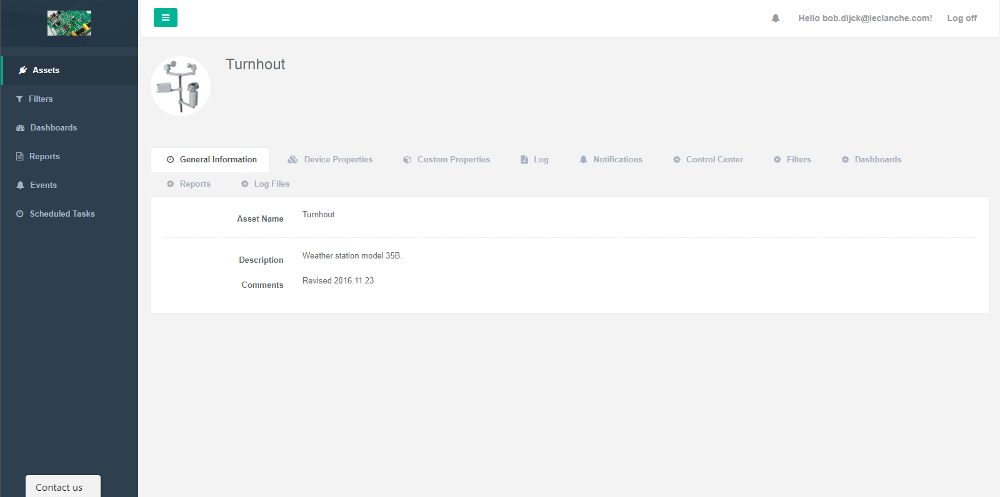 Hello bob.dijck@leclanche.com! Log off
Assets
Filters
Dashboards
Reports
Events
Scheduled Tasks
Contact us
Turnhout
General Information Device Properties Custom Properties Log Notifications Control Center Filters Dashboards
Reports Log Files
Asset Name Turnhout
Description Weather station model 35B.
Comments Revised 2016.11.23